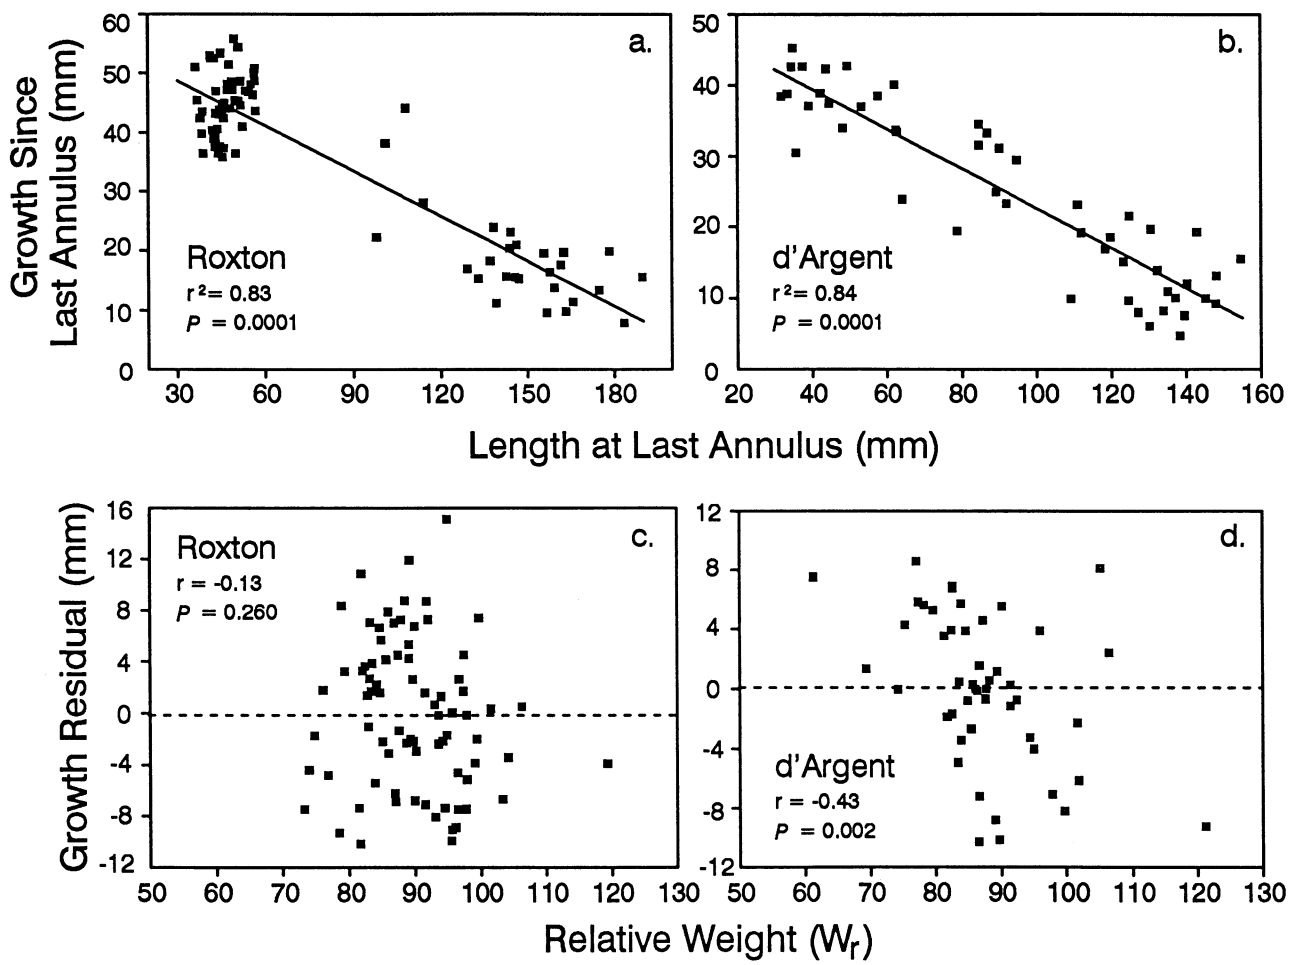 Growth Since
Last Annulus (mm)
60
50
40
30
20
10
0
a.
Roxton
r²= 0.83
P = 0.0001
30 60 90 120 150 180
50
40
30
20
10
0
b.
d'Argent
r²= 0.84
P = 0.0001
20 40 60 80 100 120 140 160
Length at Last Annulus (mm)
Growth Residual (mm)
16
12
8
4
0
-4
-8
-12
c.
Roxton
r = -0.13
P = 0.260
50 60 70 80 90 100 110 120 130
12
8
4
0
-4
-8
-12
d.
d'Argent
r = -0.43
P = 0.002
50 60 70 80 90 100 110 120 130
Relative Weight (Wr)